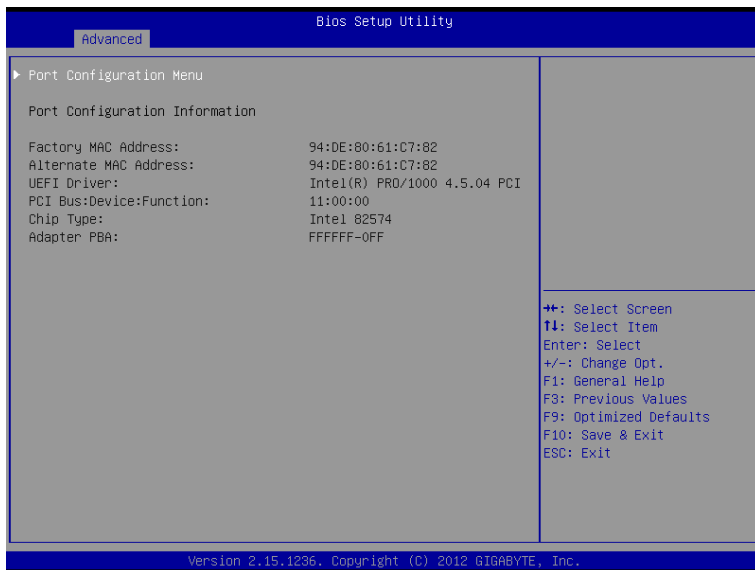 Bios Setup Utility
Advanced
Port Configuration Menu
Port Configuration Information
Factory MAC Address: 94:DE:80:61:C7:82
Alternate MAC Address: 94:DE:80:61:C7:82
UEFI Driver: Intel(R) PRO/1000 4.5.04 PCI
PCI Bus:Device:Function: 11:00:00
Chip Type: Intel 82574
Adapter PBA: FFFFFF-0FF
→←: Select Screen
↑↓: Select Item
Enter: Select
+/-: Change Opt.
F1: General Help
F3: Previous Values
F9: Optimized Defaults
F10: Save & Exit
ESC: Exit
Version 2.15.1236. Copyright (C) 2012 GIGABYTE, Inc.